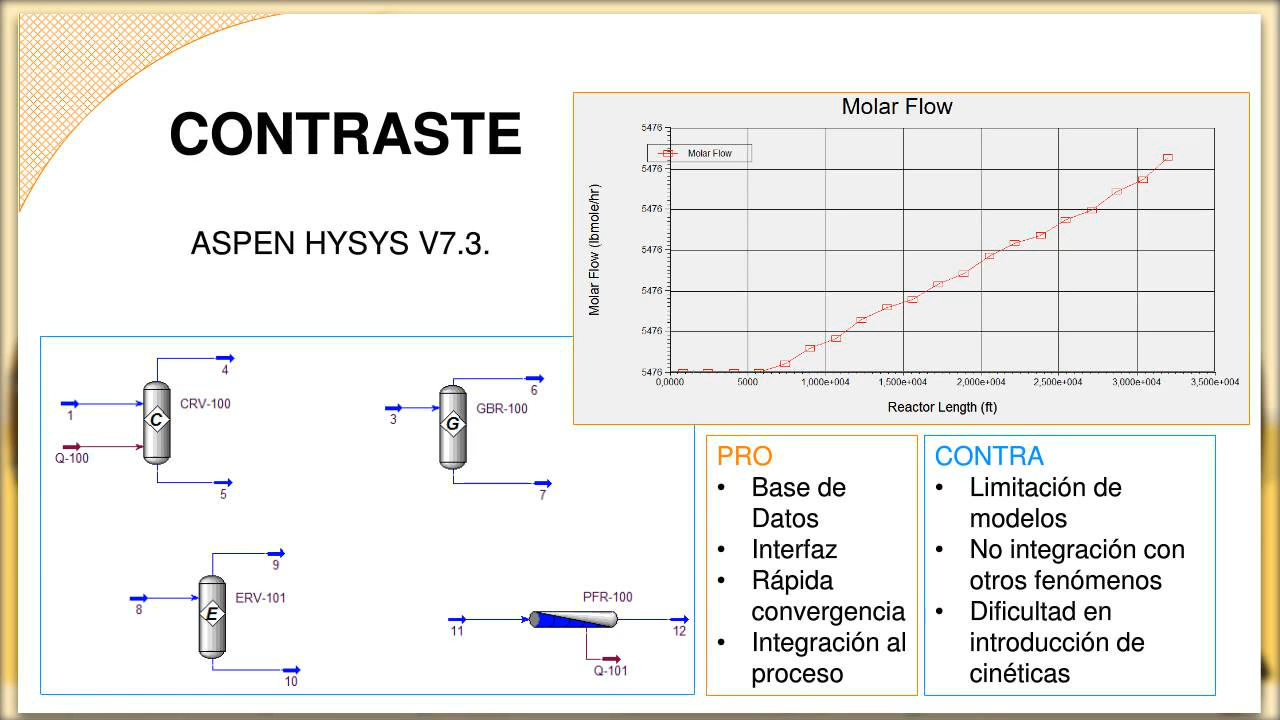 CONTRASTE
ASPEN HYSYS V7.3.
Molar Flow
Molar Flow
Molar Flow (lbmole/hr)
5476
5476
5476
5476
5476
5476
5476
0,0000
5000
1,000e+004
1,500e+004
2,000e+004
2,500e+004
3,000e+004
3,500e+004
Reactor Length (ft)
4
1
CRV-100
C
Q-100
5
6
3
GBR-100
G
7
9
8
ERV-101
E
10
PFR-100
11
12
Q-101
PRO
• Base de
Datos
• Interfaz
• Rápida
convergencia
• Integración al
proceso
CONTRA
• Limitación de
modelos
• No integración con
otros fenómenos
• Dificultad en
introducción de
cinéticas